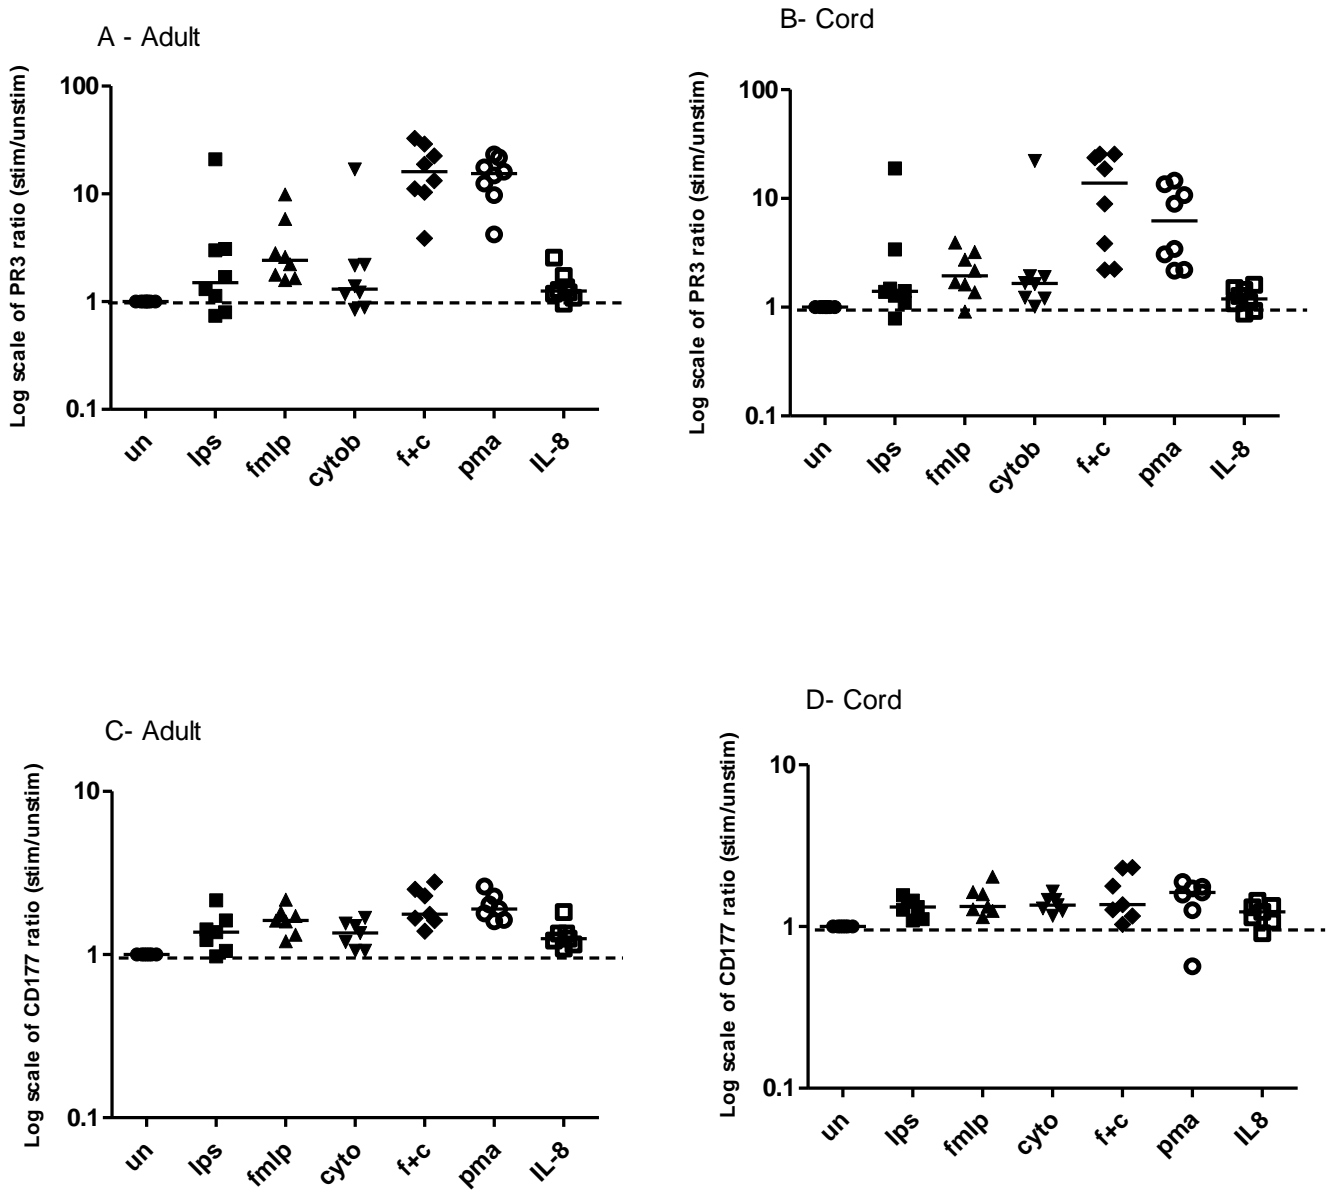 A - Adult
Log scale of PR3 ratio (stim/unstim)
100
10
1
0.1
un
lps
fmlp
cytob
f+c
pma
IL-8
B- Cord
Log scale of PR3 ratio (stim/unstim)
100
10
1
0.1
un
lps
fmlp
cytob
f+c
pma
IL-8
C- Adult
Log scale of CD177 ratio (stim/unstim)
10
1
0.1
un
lps
fmlp
cyto
f+c
pma
IL-8
D- Cord
Log scale of CD177 ratio (stim/unstim)
10
1
0.1
un
lps
fmlp
cyto
f+c
pma
IL8